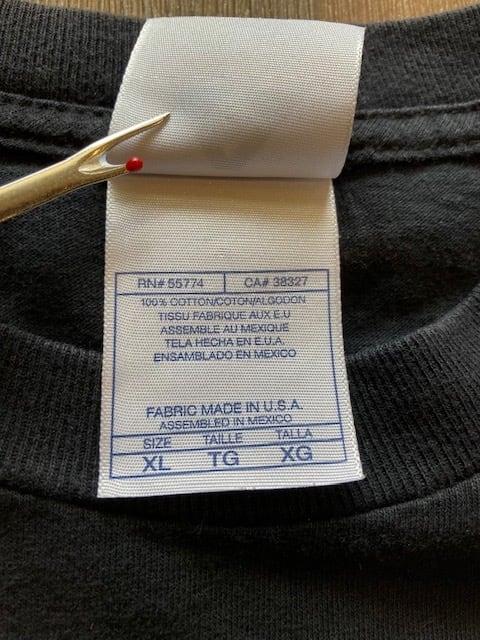 RN# 55774 CA# 38327
100% COTTON/COTON/ALGODON
TISSU FABRIQUE AUX E.U
ASSEMBLE AU MEXIQUE
TELA HECHA EN E.U.A.
ENSAMBLADO EN MEXICO
FABRIC MADE IN U.S.A.
ASSEMBLED IN MEXICO
SIZE TAILLE TALLA
XL TG XG